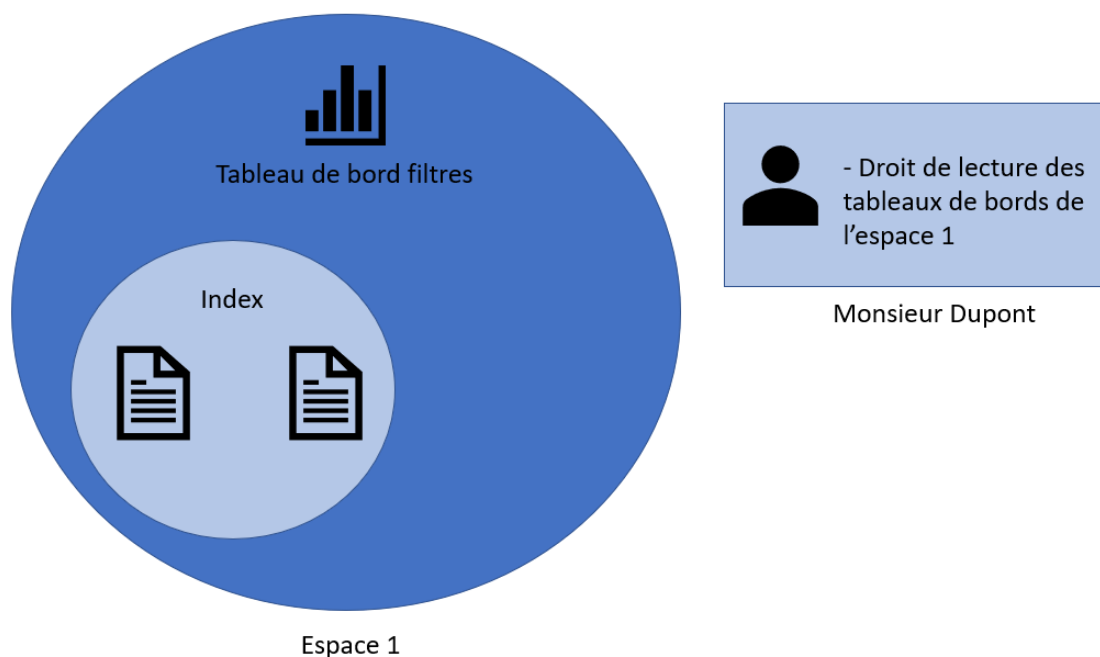 Tableau de bord filtres
Index
Espace 1
- Droit de lecture des
tableaux de bords de
l’espace 1
Monsieur Dupont